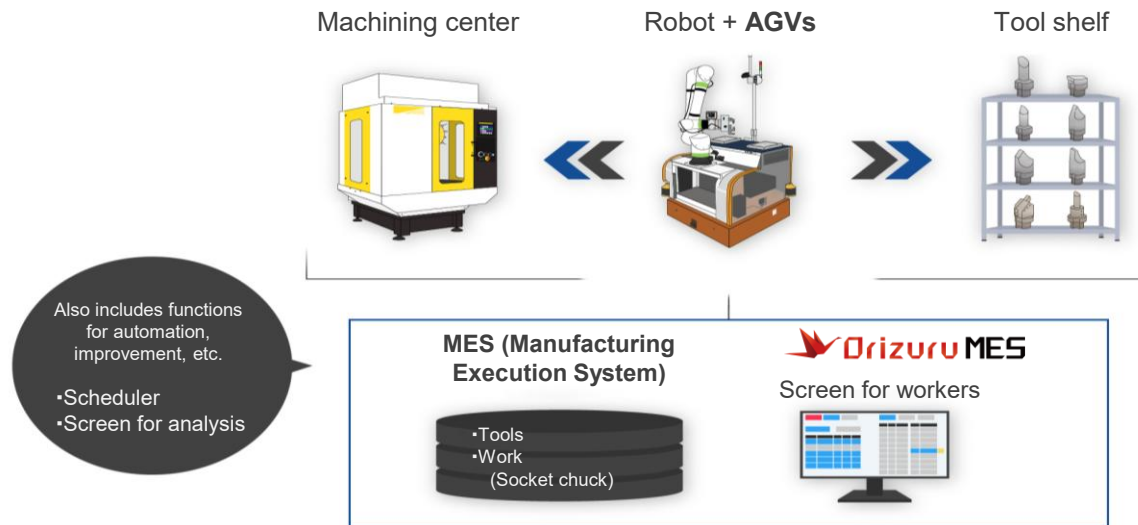 Machining center
Robot + AGVs
Tool shelf
Also includes functions
for automation,
improvement, etc.
・Scheduler
・Screen for analysis
MES (Manufacturing
Execution System)
・Tools
・Work
(Socket chuck)
Orizuru MES
Screen for workers